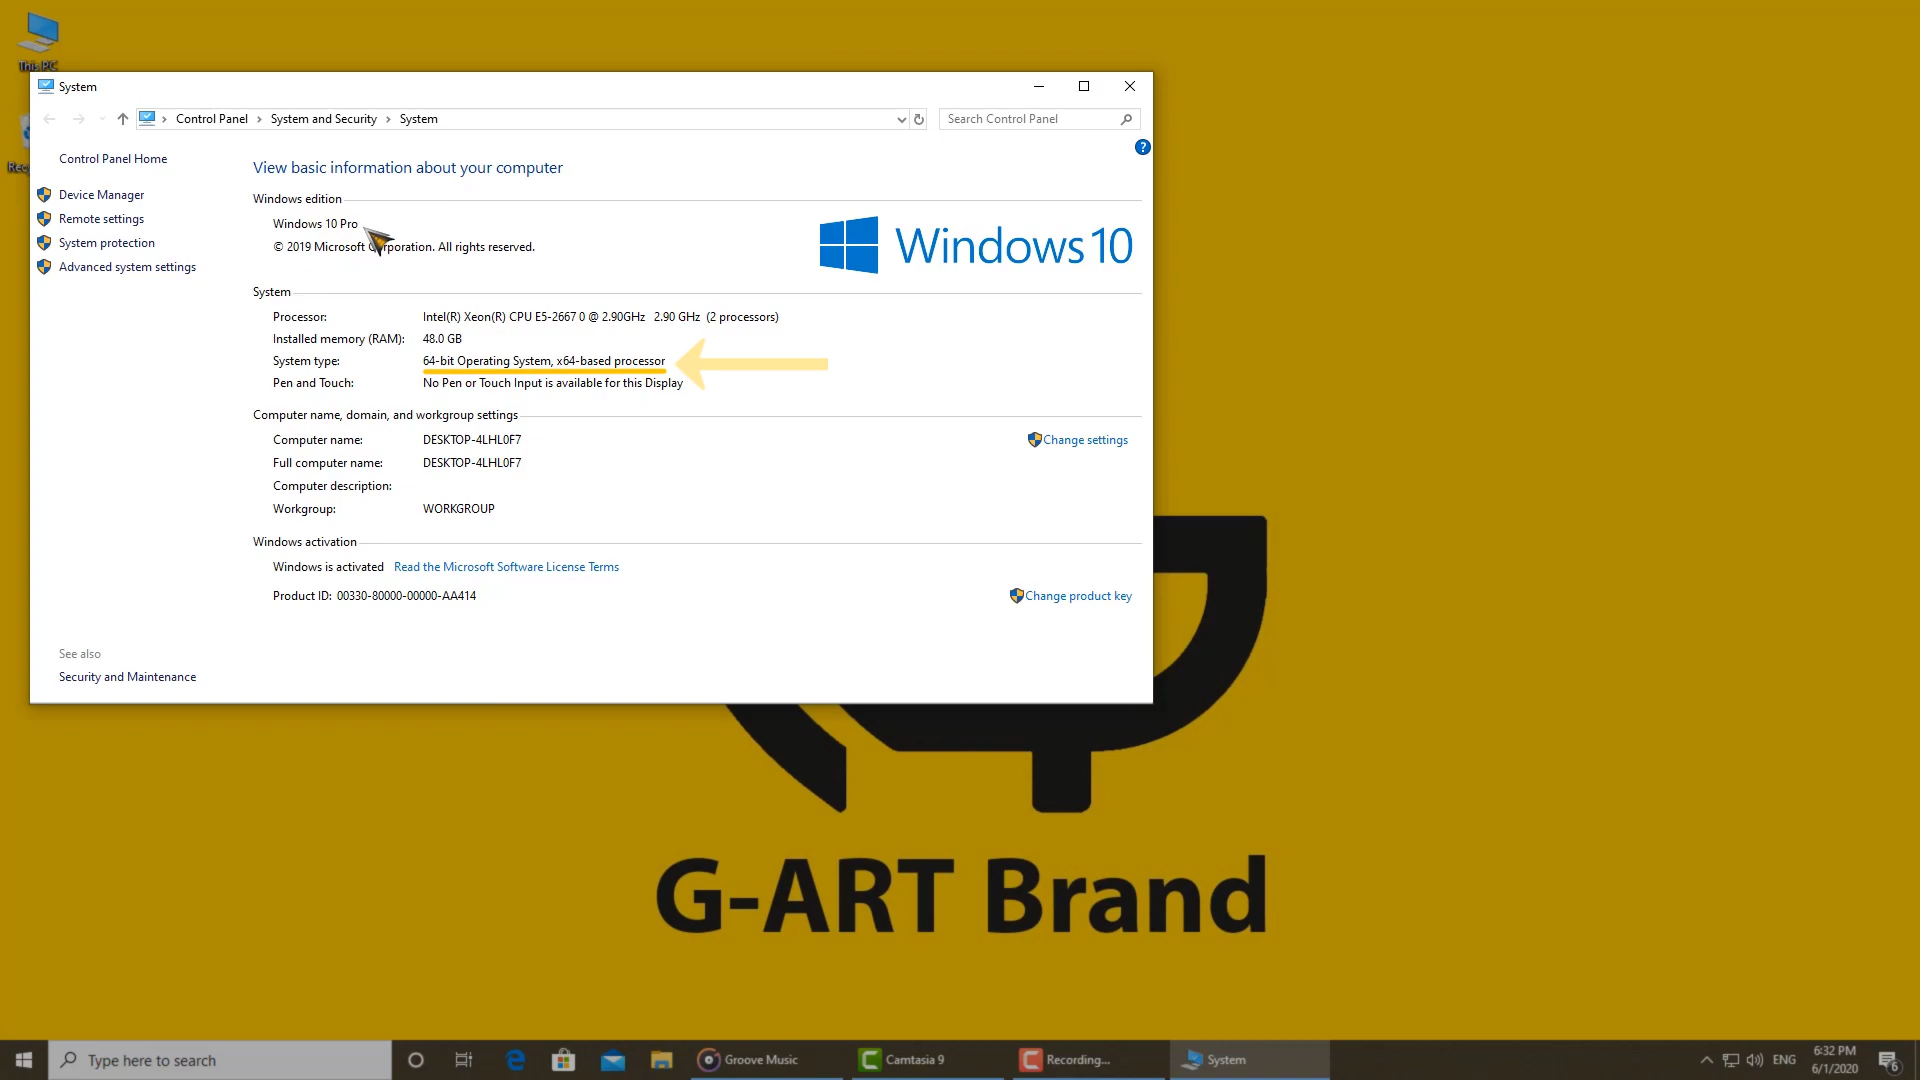 This PC
System
Control Panel > System and Security > System
Search Control Panel
Control Panel Home
Device Manager
Remote settings
System protection
Advanced system settings
View basic information about your computer
Windows edition
Windows 10 Pro
© 2019 Microsoft Corporation. All rights reserved.
Windows 10
System
Processor: Intel(R) Xeon(R) CPU E5-2667 0 @ 2.90GHz 2.90 GHz (2 processors)
Installed memory (RAM): 48.0 GB
System type: 64-bit Operating System, x64-based processor
Pen and Touch: No Pen or Touch Input is available for this Display
Computer name, domain, and workgroup settings
Computer name: DESKTOP-4LHL0F7
Change settings
Full computer name: DESKTOP-4LHL0F7
Computer description:
Workgroup: WORKGROUP
Windows activation
Windows is activated Read the Microsoft Software License Terms
Product ID: 00330-80000-00000-AA414
Change product key
See also
Security and Maintenance
G-ART Brand
Type here to search
Groove Music
Camtasia 9
Recording...
System
ENG
6:32 PM
6/1/2020
6